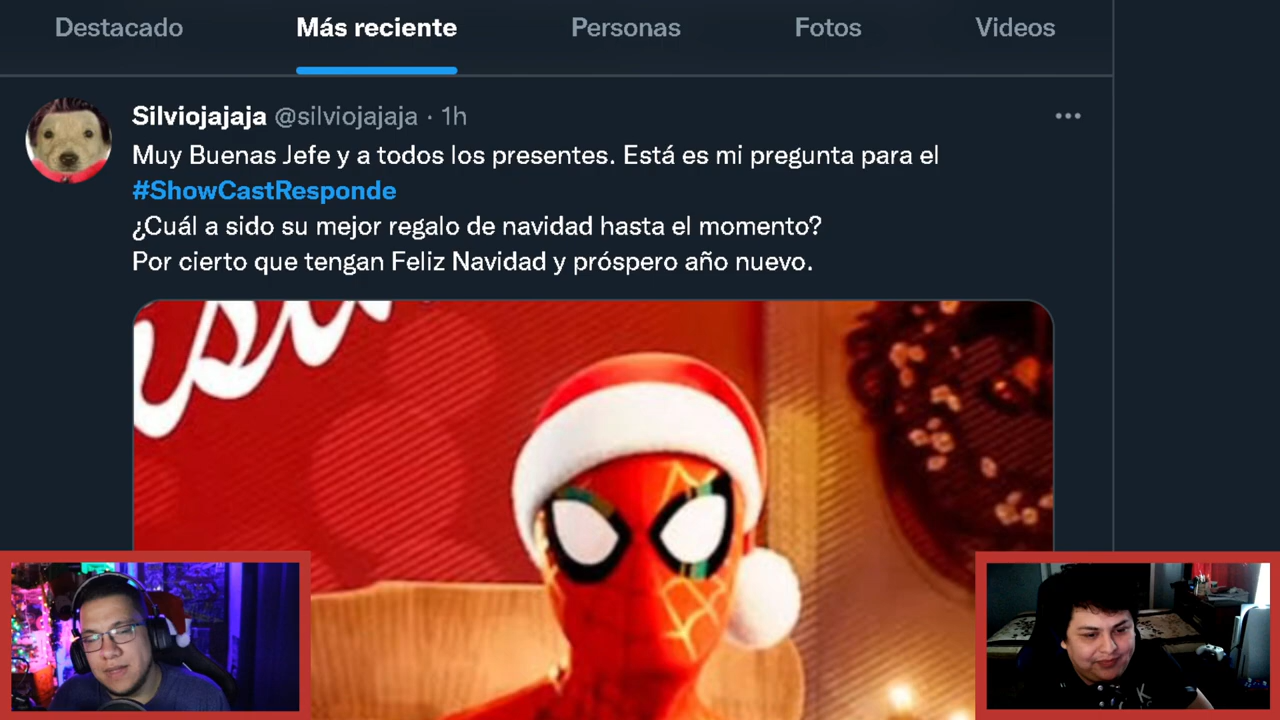 Destacado Más reciente Personas Fotos Videos
Silviojajaja @silviojajaja · 1h
Muy Buenas Jefe y a todos los presentes. Está es mi pregunta para el
#ShowCastResponde
¿Cuál a sido su mejor regalo de navidad hasta el momento?
Por cierto que tengan Feliz Navidad y próspero año nuevo.
K